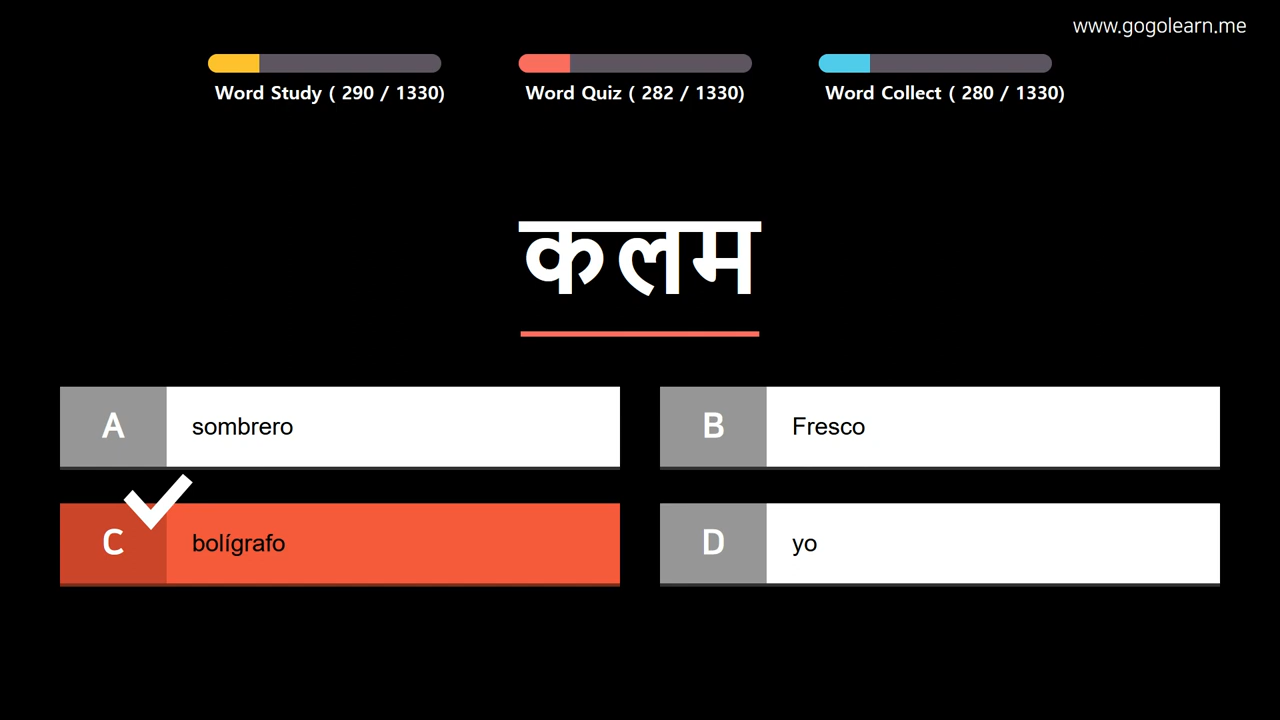 www.gogolearn.me
Word Study ( 290 / 1330)
Word Quiz ( 282 / 1330)
Word Collect ( 280 / 1330)
कलम
A sombrero
B Fresco
C bolígrafo
D yo